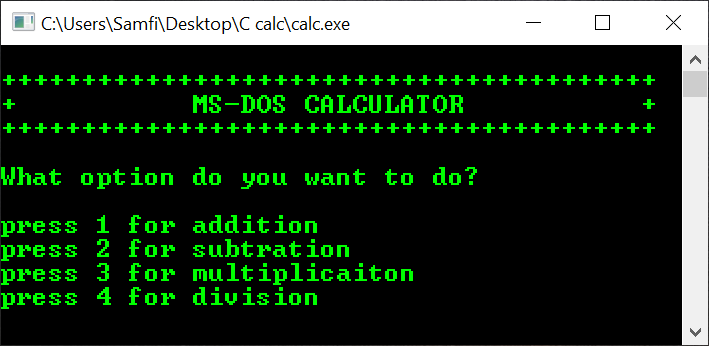 C:\Users\Samfi\Desktop\C calc\calc.exe
+++++++++++++++++++++++++++++++++++++++++
+           MS-DOS CALCULATOR           +
+++++++++++++++++++++++++++++++++++++++++
What option do you want to do?
press 1 for addition
press 2 for subtration
press 3 for multiplicaiton
press 4 for division